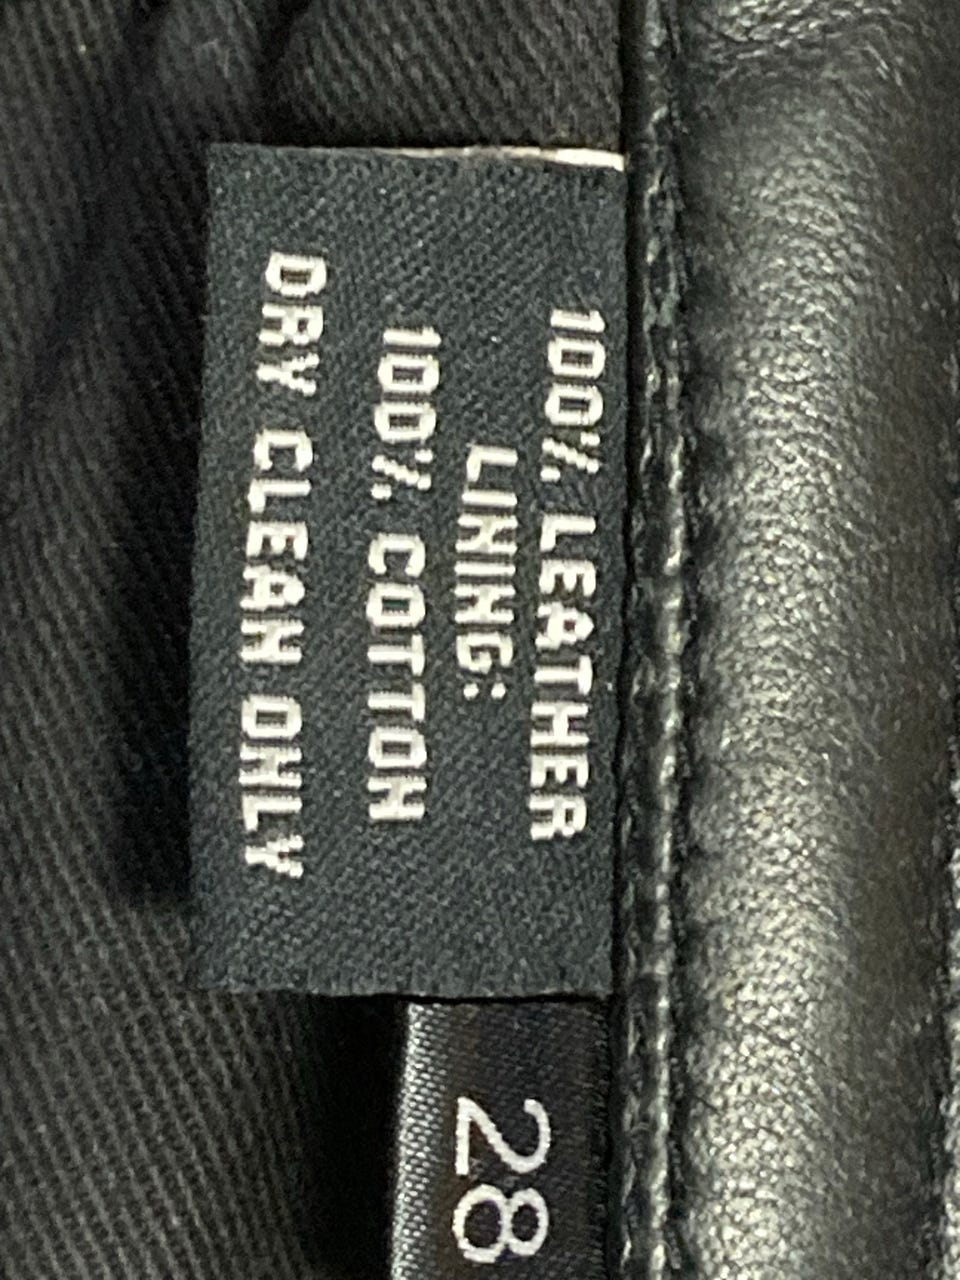 100% LEATHER
LINING:
100% COTTON
DRY CLEAN ONLY
28